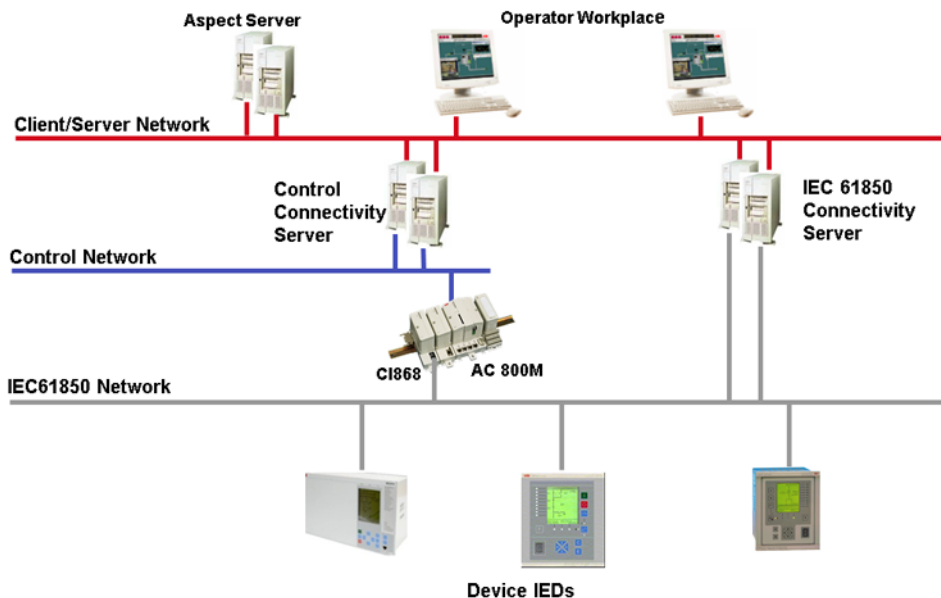 Aspect Server
Operator Workplace
Client/Server Network
Control
Connectivity
Server
IEC 61850
Connectivity
Server
Control Network
CI868
AC 800M
IEC61850 Network
Device IEDs